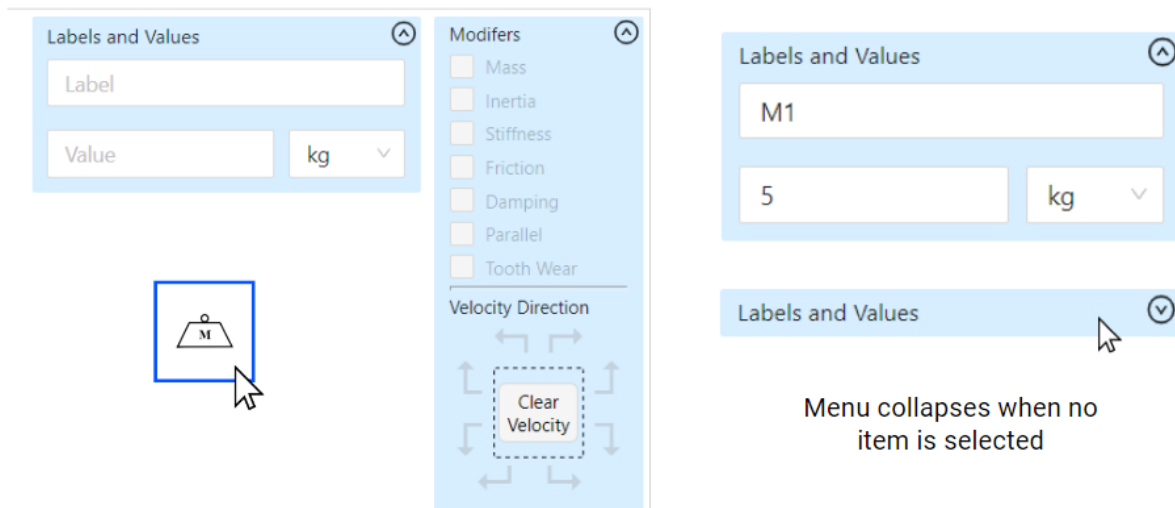 Labels and Values
Label
Value
kg
M
Modifers
Mass
Inertia
Stiffness
Friction
Damping
Parallel
Tooth Wear
Velocity Direction
Clear
Velocity
Labels and Values
M1
5
kg
Labels and Values
Menu collapses when no
item is selected